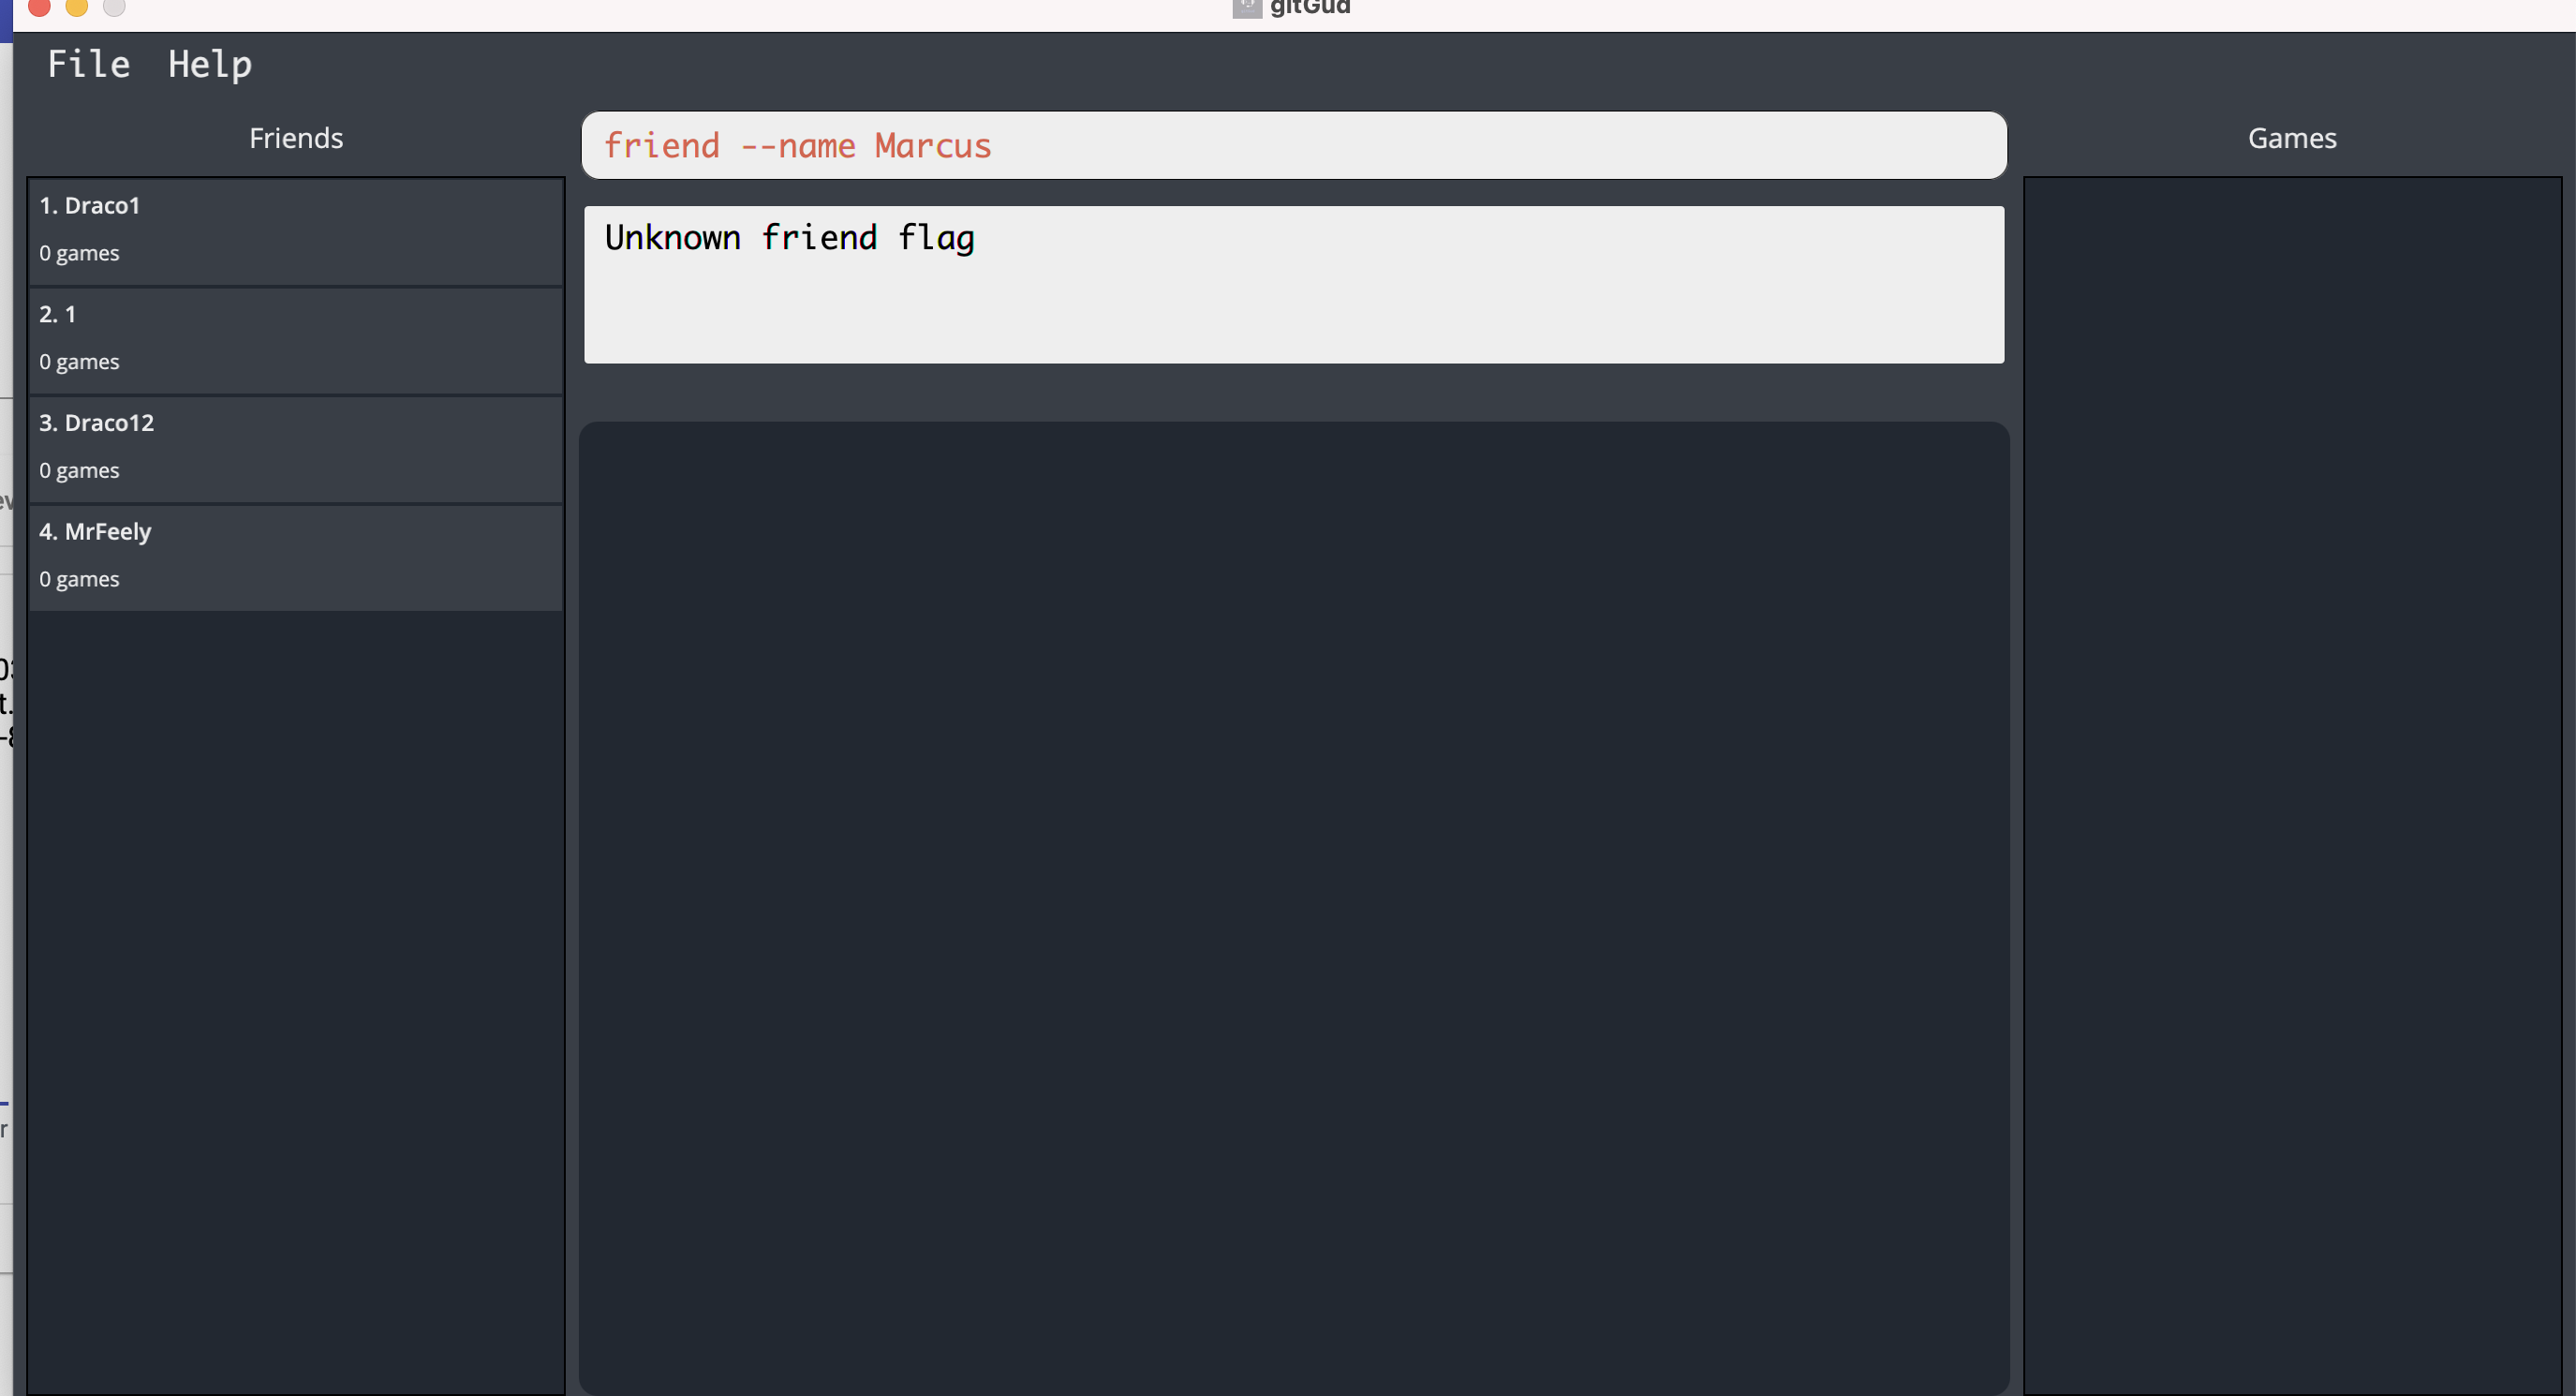 gitGud
File Help
Friends
friend --name Marcus
Games
Unknown friend flag
1. Draco1
0 games
2. 1
0 games
3. Draco12
0 games
4. MrFeely
0 games
t.
r